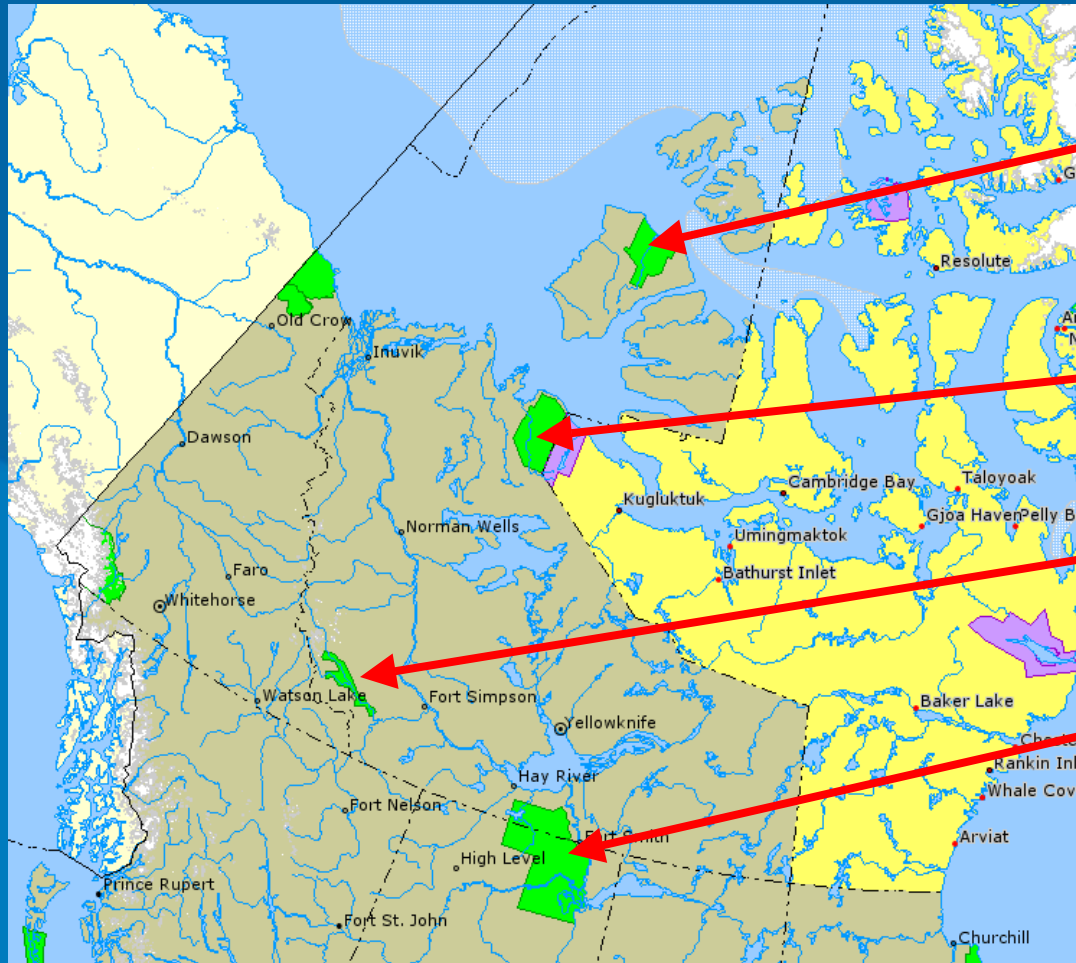 G
Resolute
Old Crow
Inuvik
Dawson
Cambridge Bay
Taloyoak
Kugluktuk
Gjoa Haven
Pelly B
Norman Wells
Umingmaktok
Bathurst Inlet
Faro
Whitehorse
Watson Lake
Fort Simpson
Baker Lake
Yellowknife
Rankin Inl
Hay River
Whale Cov
Fort Nelson
Fort Smith
Arviat
High Level
Prince Rupert
Fort St. John
Churchill